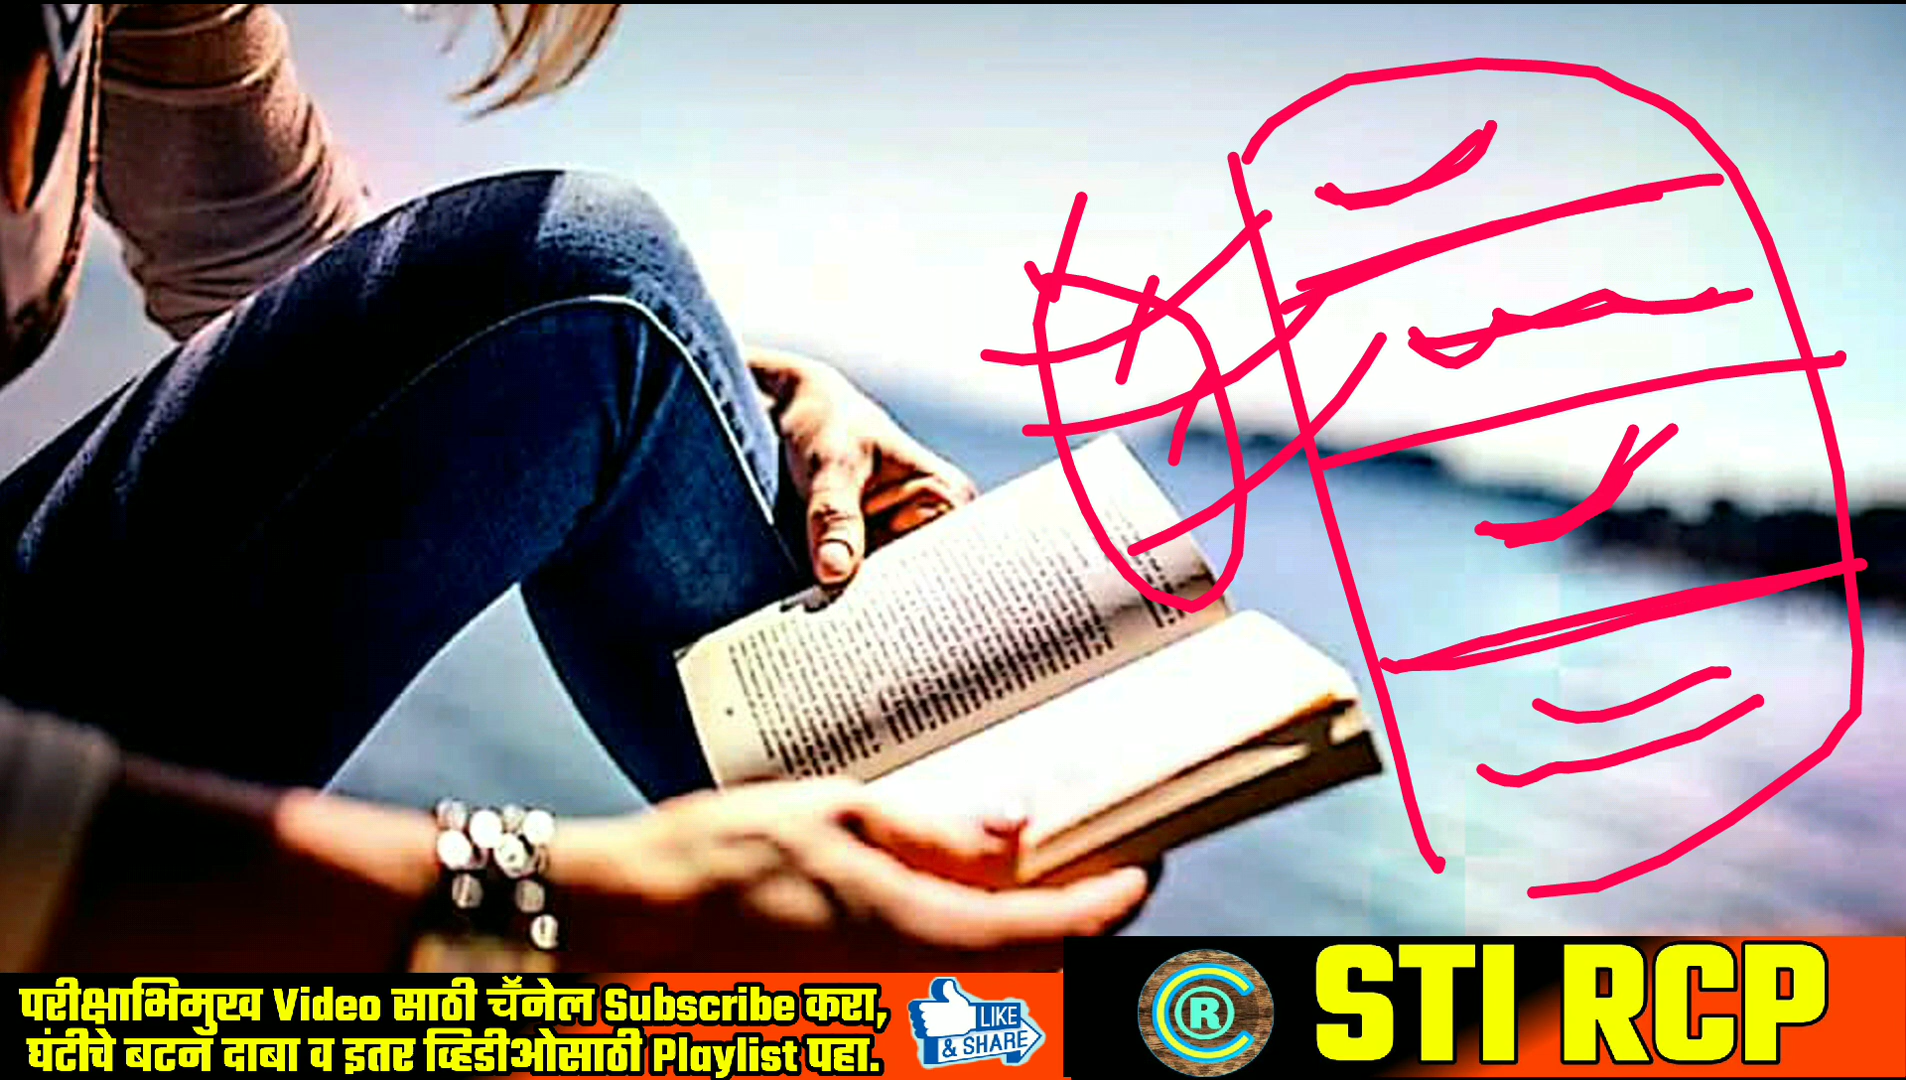 परीक्षाभिमुख Video साठी चॅनेल Subscribe करा,
घंटीचे बटन दाबा व इतर व्हिडीओसाठी Playlist पहा.
LIKE
& SHARE
R
STI RCP